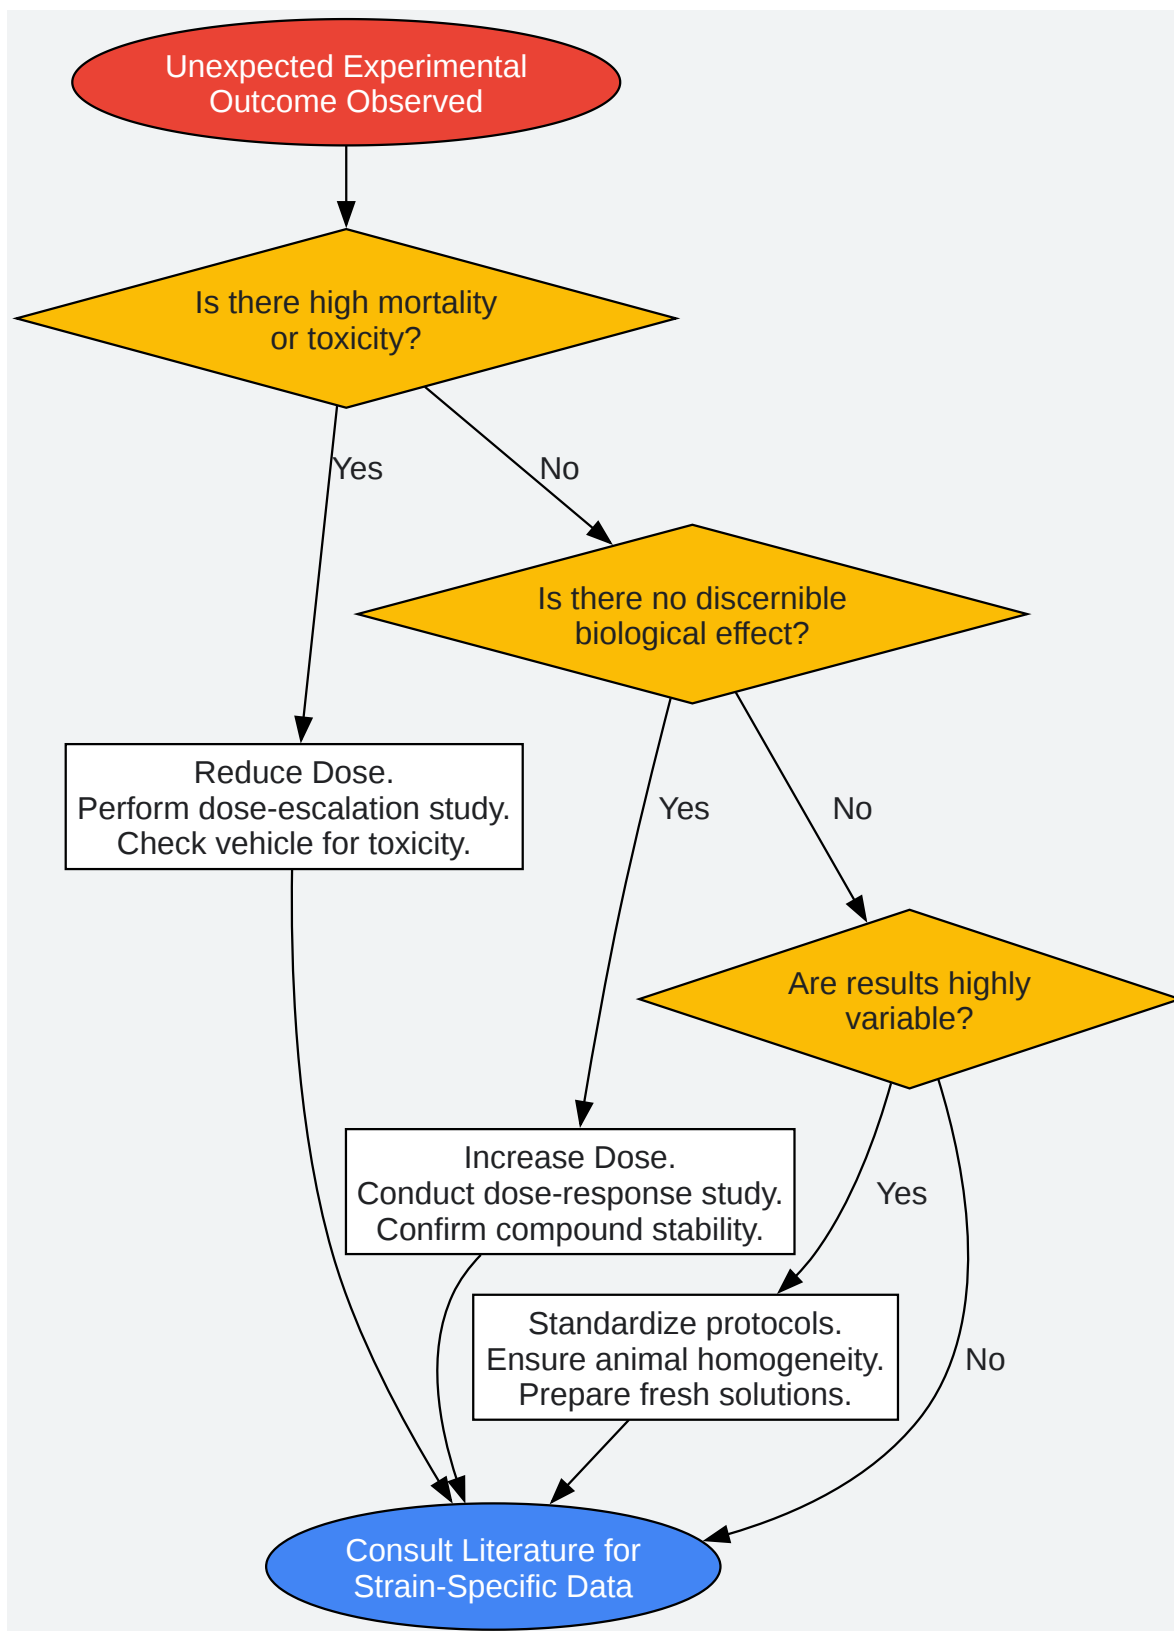 Unexpected Experimental
Outcome Observed
Is there high mortality
or toxicity?
Yes
No
Is there no discernible
biological effect?
Reduce Dose.
Perform dose-escalation study.
Check vehicle for toxicity.
Yes
No
Are results highly
variable?
Increase Dose.
Conduct dose-response study.
Confirm compound stability.
Yes
Standardize protocols.
Ensure animal homogeneity.
Prepare fresh solutions.
No
Consult Literature for
Strain-Specific Data